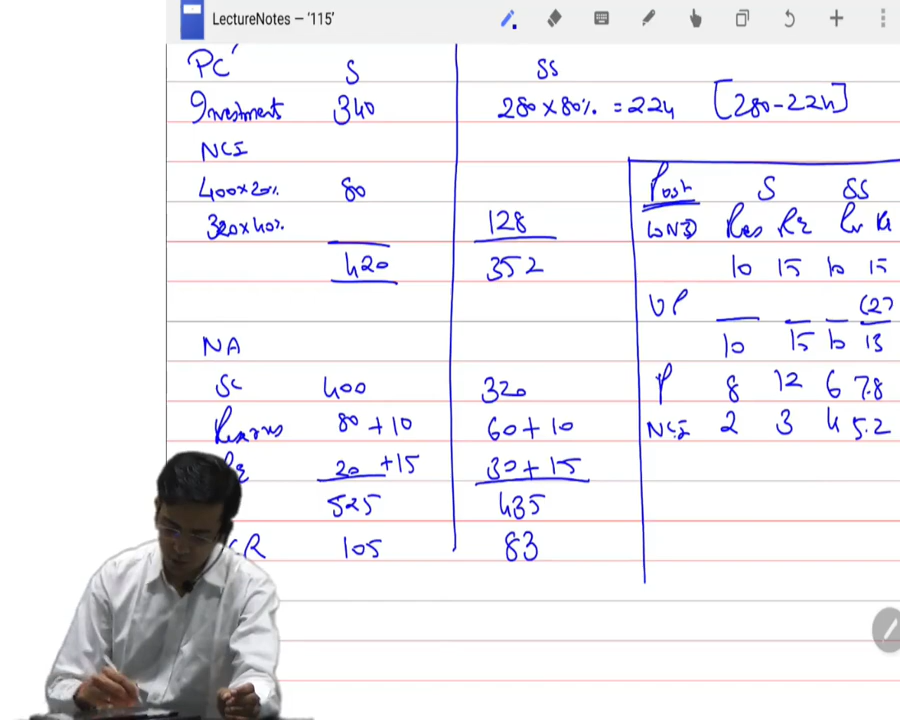 LectureNotes – '115'
PC'
S
SS
Investments 340
280 × 80% = 224 [280 - 224]
NCI
400 × 20% 80
320 × 40%
128
420
352
NA
SC 400 320
80 + 10
60 + 10
20 + 15
30 + 15
525 435
105 83
Post S SS
Res RE
10 15 10 15
UP (2)
10 15 10 13
P 8 12 6 7.8
NCI 2 3 4 5.2